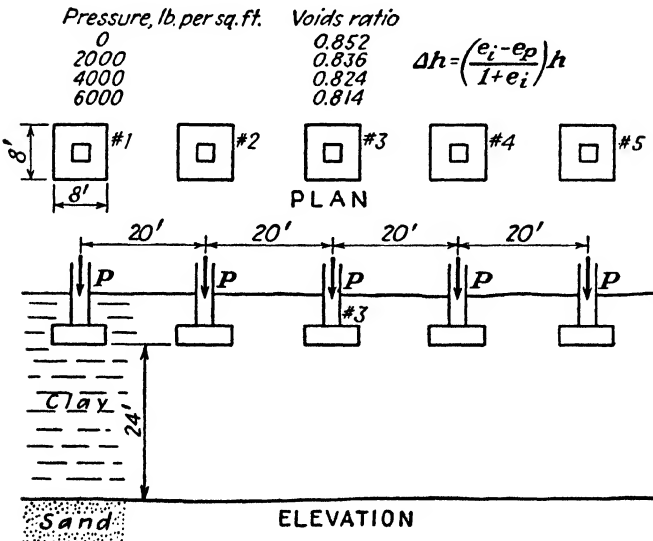 Pressure, lb. per sq. ft. Voids ratio
0 0.852
2000 0.836
4000 0.824
6000 0.814
Δh=(e_i-e_p/1+e_i)h
8'
#1 #2 #3 #4 #5
8'
PLAN
20' 20' 20' 20'
P P P P P
#3
Clay
24'
Sand
ELEVATION